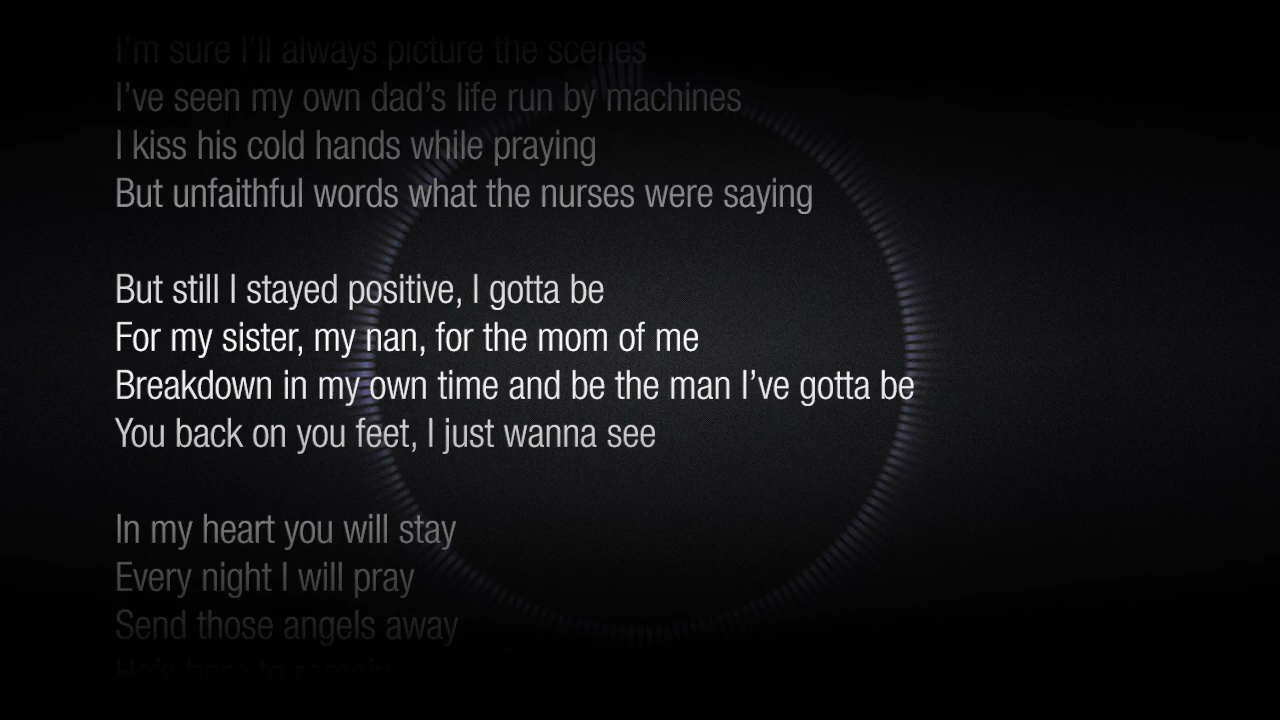 I'm sure I'll always picture the scenes
I've seen my own dad's life run by machines
I kiss his cold hands while praying
But unfaithful words what the nurses were saying
But still I stayed positive, I gotta be
For my sister, my nan, for the mom of me
Breakdown in my own time and be the man I've gotta be
You back on you feet, I just wanna see
In my heart you will stay
Every night I will pray
Send those angels away
He's here to remain